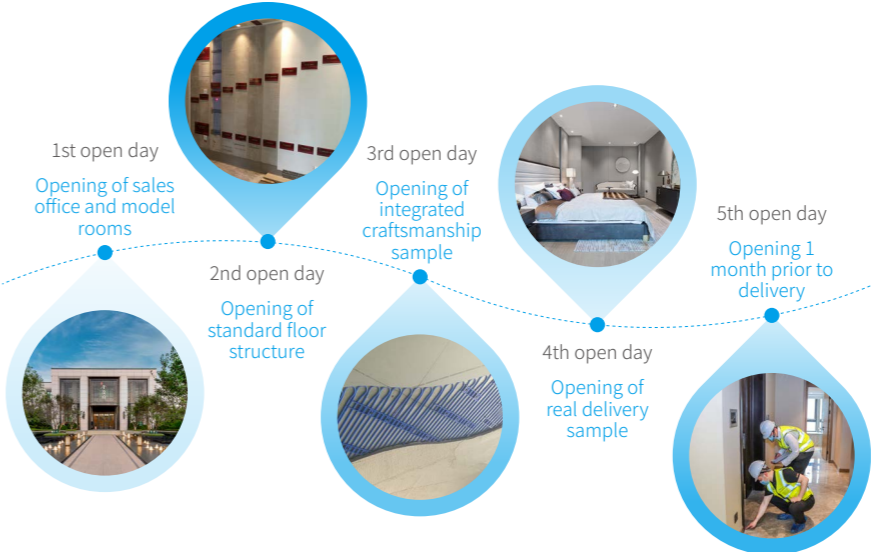 1st open day
Opening of sales
office and model
rooms
2nd open day
Opening of
standard floor
structure
3rd open day
Opening of
integrated
craftsmanship
sample
4th open day
Opening of
real delivery
sample
5th open day
Opening 1
month prior to
delivery